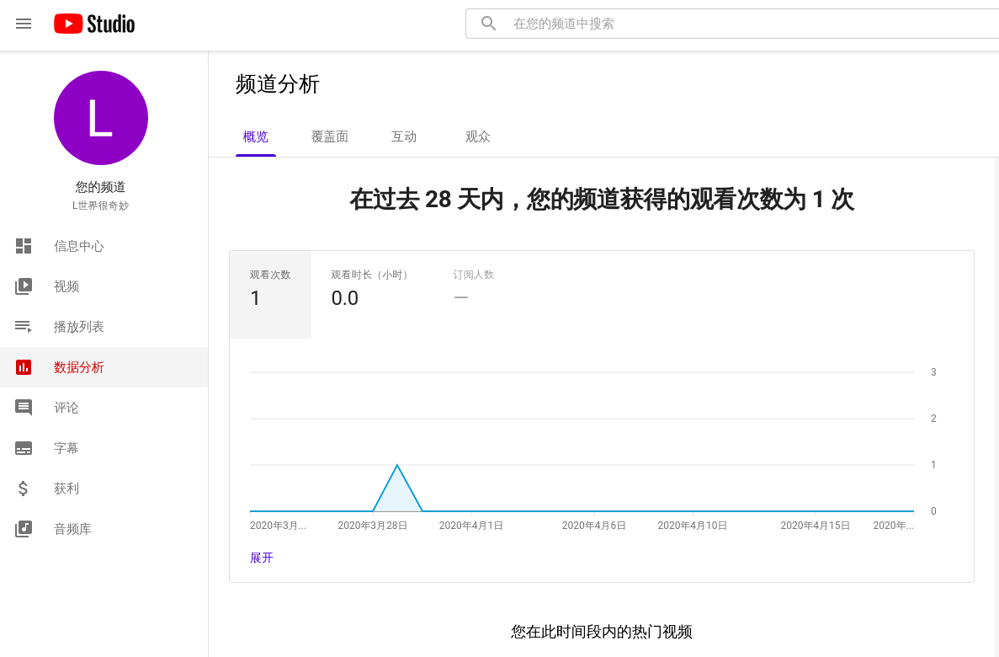 Studio
在您的频道中搜索
L
您的频道
L世界很奇妙
信息中心
视频
播放列表
数据分析
评论
字幕
获利
音频库
频道分析
概览 覆盖面 互动 观众
在过去 28 天内，您的频道获得的观看次数为 1 次
观看次数 观看时长（小时） 订阅人数
1 0.0 —
3
2
1
0
2020年3月... 2020年3月28日 2020年4月1日 2020年4月6日 2020年4月10日 2020年4月15日 2020年...
展开
您在此时间段内的热门视频